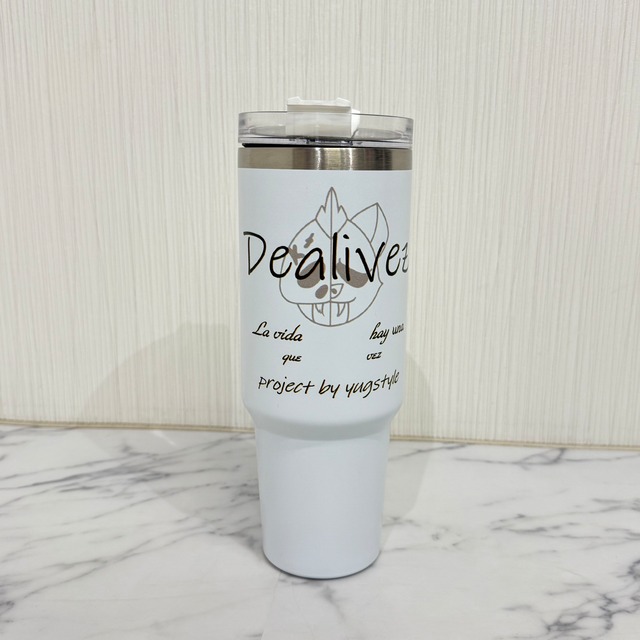 Dealivez
La vida hay una
que vez
project by yugstyle